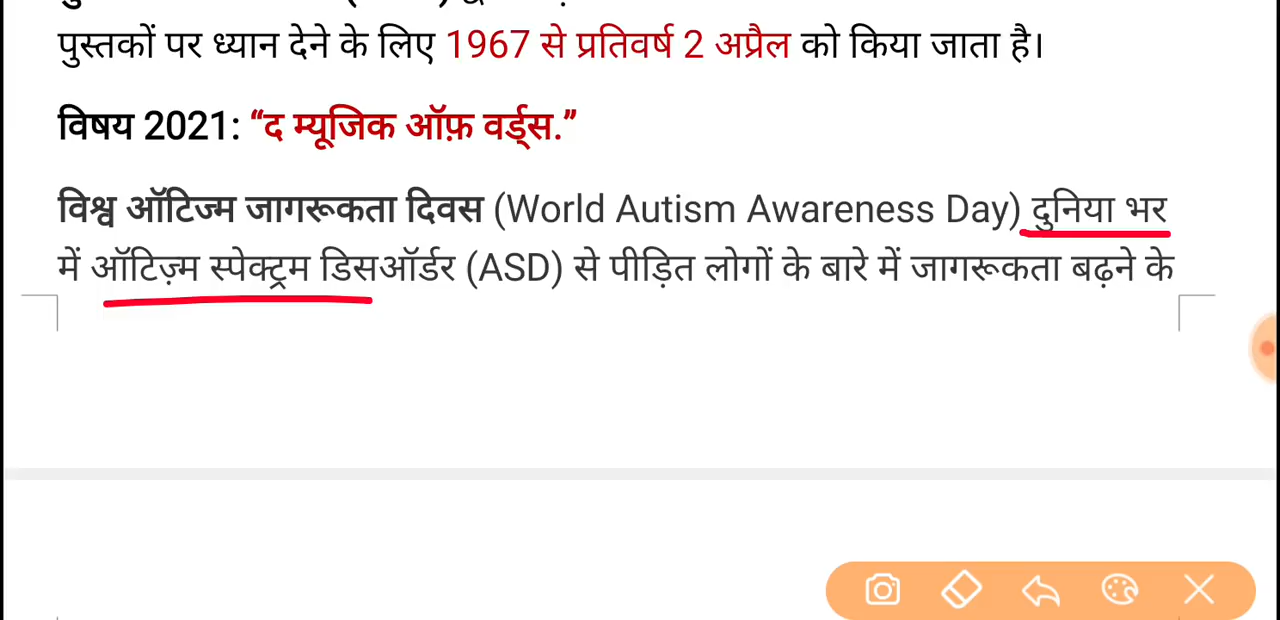 पुस्तकों पर ध्यान देने के लिए 1967 से प्रतिवर्ष 2 अप्रैल को किया जाता है।
विषय 2021: “द म्यूजिक ऑफ़ वर्ड्स.”
विश्व ऑटिज्म जागरूकता दिवस (World Autism Awareness Day) दुनिया भर
में ऑटिज़्म स्पेक्ट्रम डिसऑर्डर (ASD) से पीड़ित लोगों के बारे में जागरूकता बढ़ने के